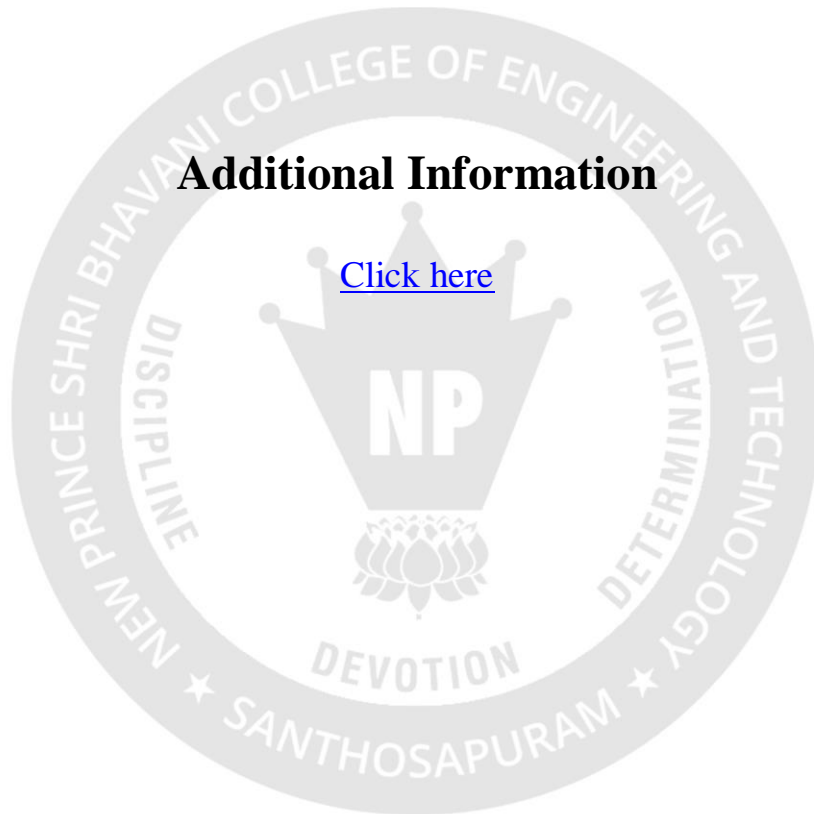 NEW PRINCE SHRI BHAVANI COLLEGE OF ENGINEERING AND TECHNOLOGY
Additional Information
Click here
DISCIPLINE
DETERMINATION
NP
DEVOTION
★ SANTHOSAPURAM ★